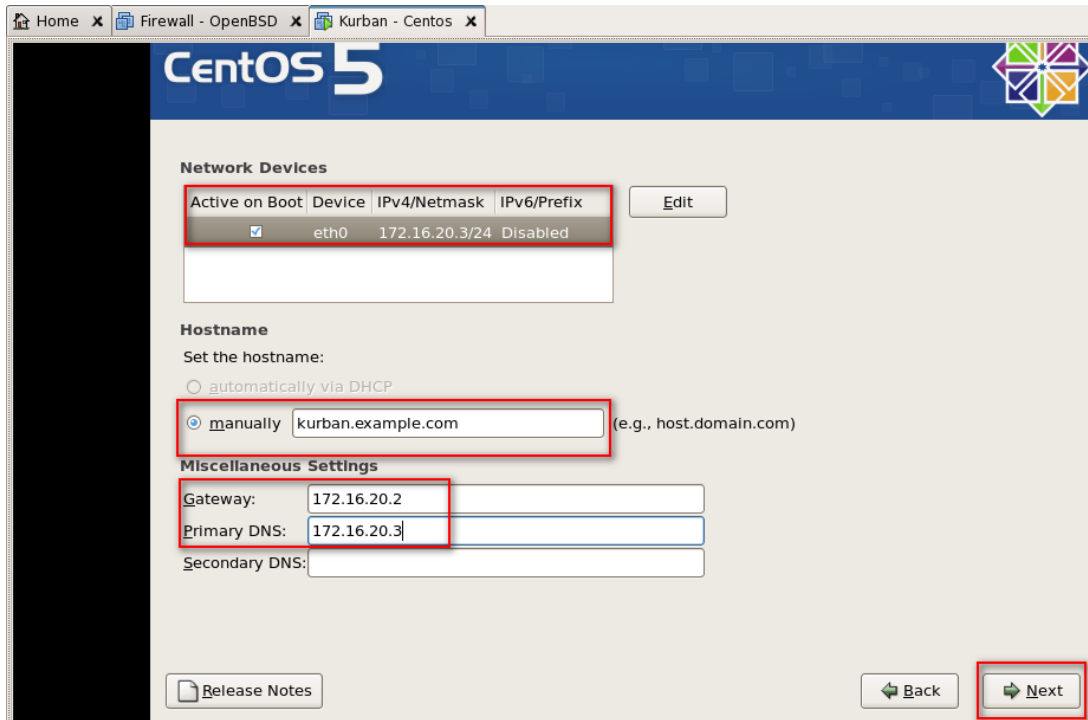 Home Firewall - OpenBSD Kurban - Centos
CentOS 5
Network Devices
Active on Boot Device IPv4/Netmask IPv6/Prefix
eth0 172.16.20.3/24 Disabled
Edit
Hostname
Set the hostname:
automatically via DHCP
manually kurban.example.com (e.g., host.domain.com)
Miscellaneous Settings
Gateway: 172.16.20.2
Primary DNS: 172.16.20.3
Secondary DNS:
Release Notes Back Next